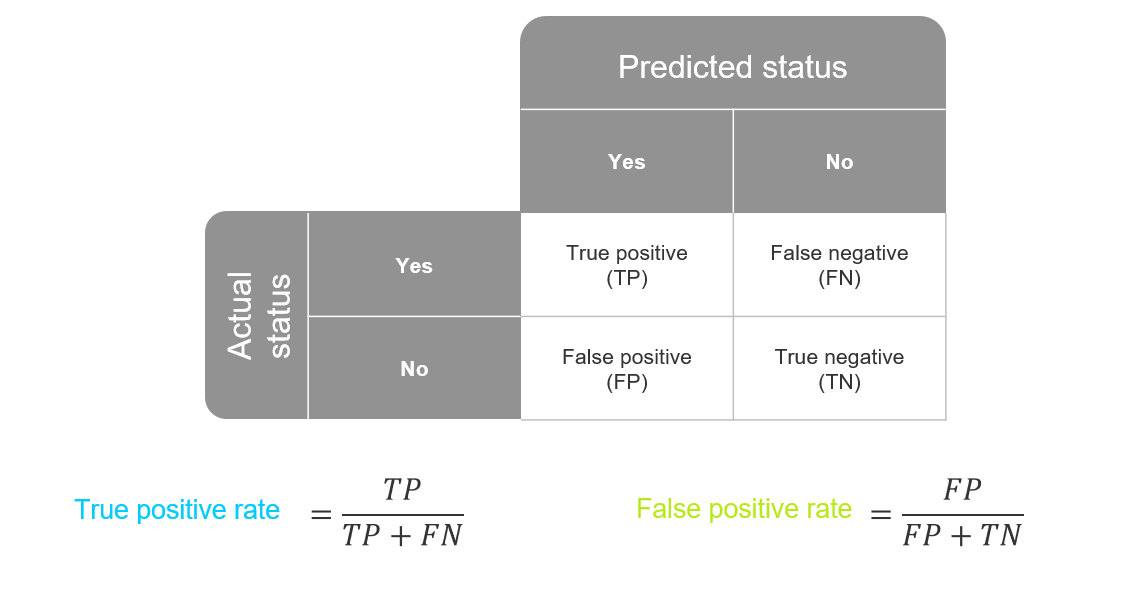 Predicted status
Yes
No
Actual
status
Yes
True positive
(TP)
False negative
(FN)
No
False positive
(FP)
True negative
(TN)
True positive rate = TP / TP + FN
False positive rate = FP / FP + TN